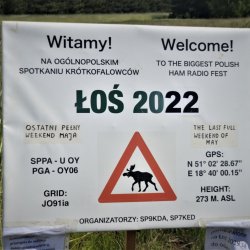 Witamy!
NA OGÓLNOPOLSKIM
SPOTKANIU KRÓTKOFALOWCÓW
Welcome!
TO THE BIGGEST POLISH
HAM RADIO FEST
ŁOŚ 2022
OSTATNI PEŁNY
WEEKEND MAJA
THE LAST FULL
WEEKEND OF
MAY
SPPA - U OY
PGA - OY06
GRID:
JO91ia
GPS:
N 51° 02' 28.67"
E 18° 40' 00.15"
HEIGHT:
273 M. ASL
ORGANIZATORZY: SP9KDA, SP7KED